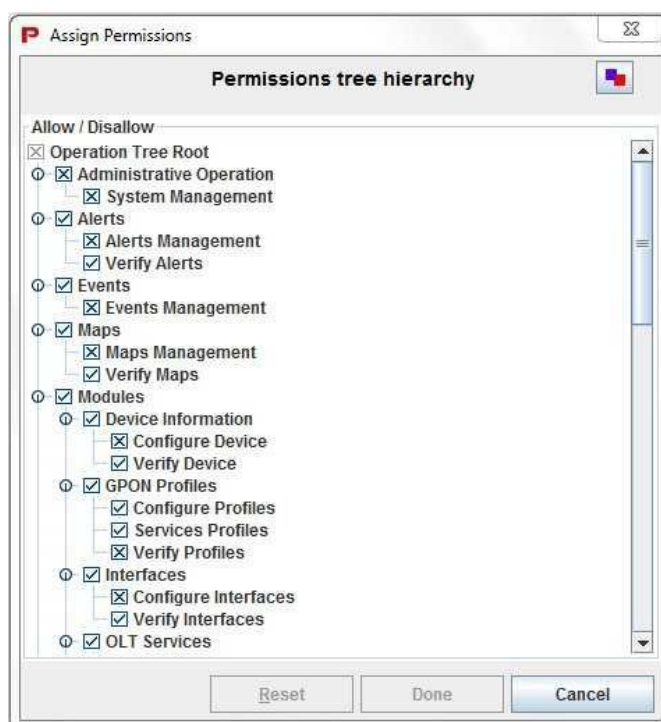 P Assign Permissions
Permissions tree hierarchy
Allow / Disallow
Operation Tree Root
Administrative Operation
System Management
Alerts
Alerts Management
Verify Alerts
Events
Events Management
Maps
Maps Management
Verify Maps
Modules
Device Information
Configure Device
Verify Device
GPON Profiles
Configure Profiles
Services Profiles
Verify Profiles
Interfaces
Configure Interfaces
Verify Interfaces
OLT Services
Reset Done Cancel